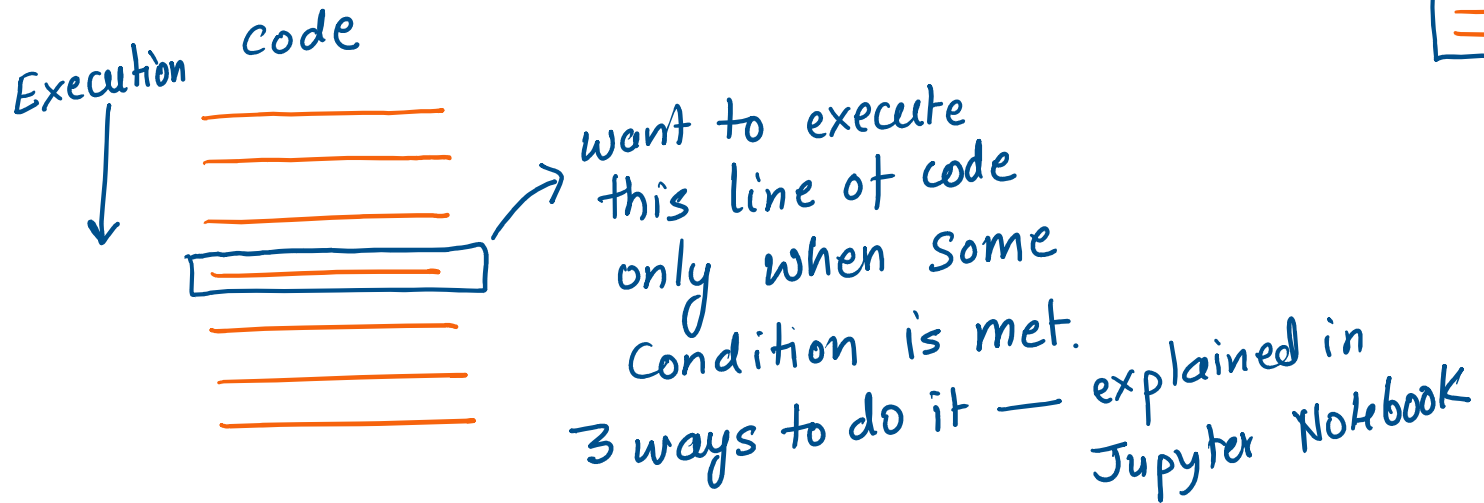 code
Execution
want to execute
this line of code
only when some
Condition is met.
3 ways to do it — explained in
Jupyter Notebook